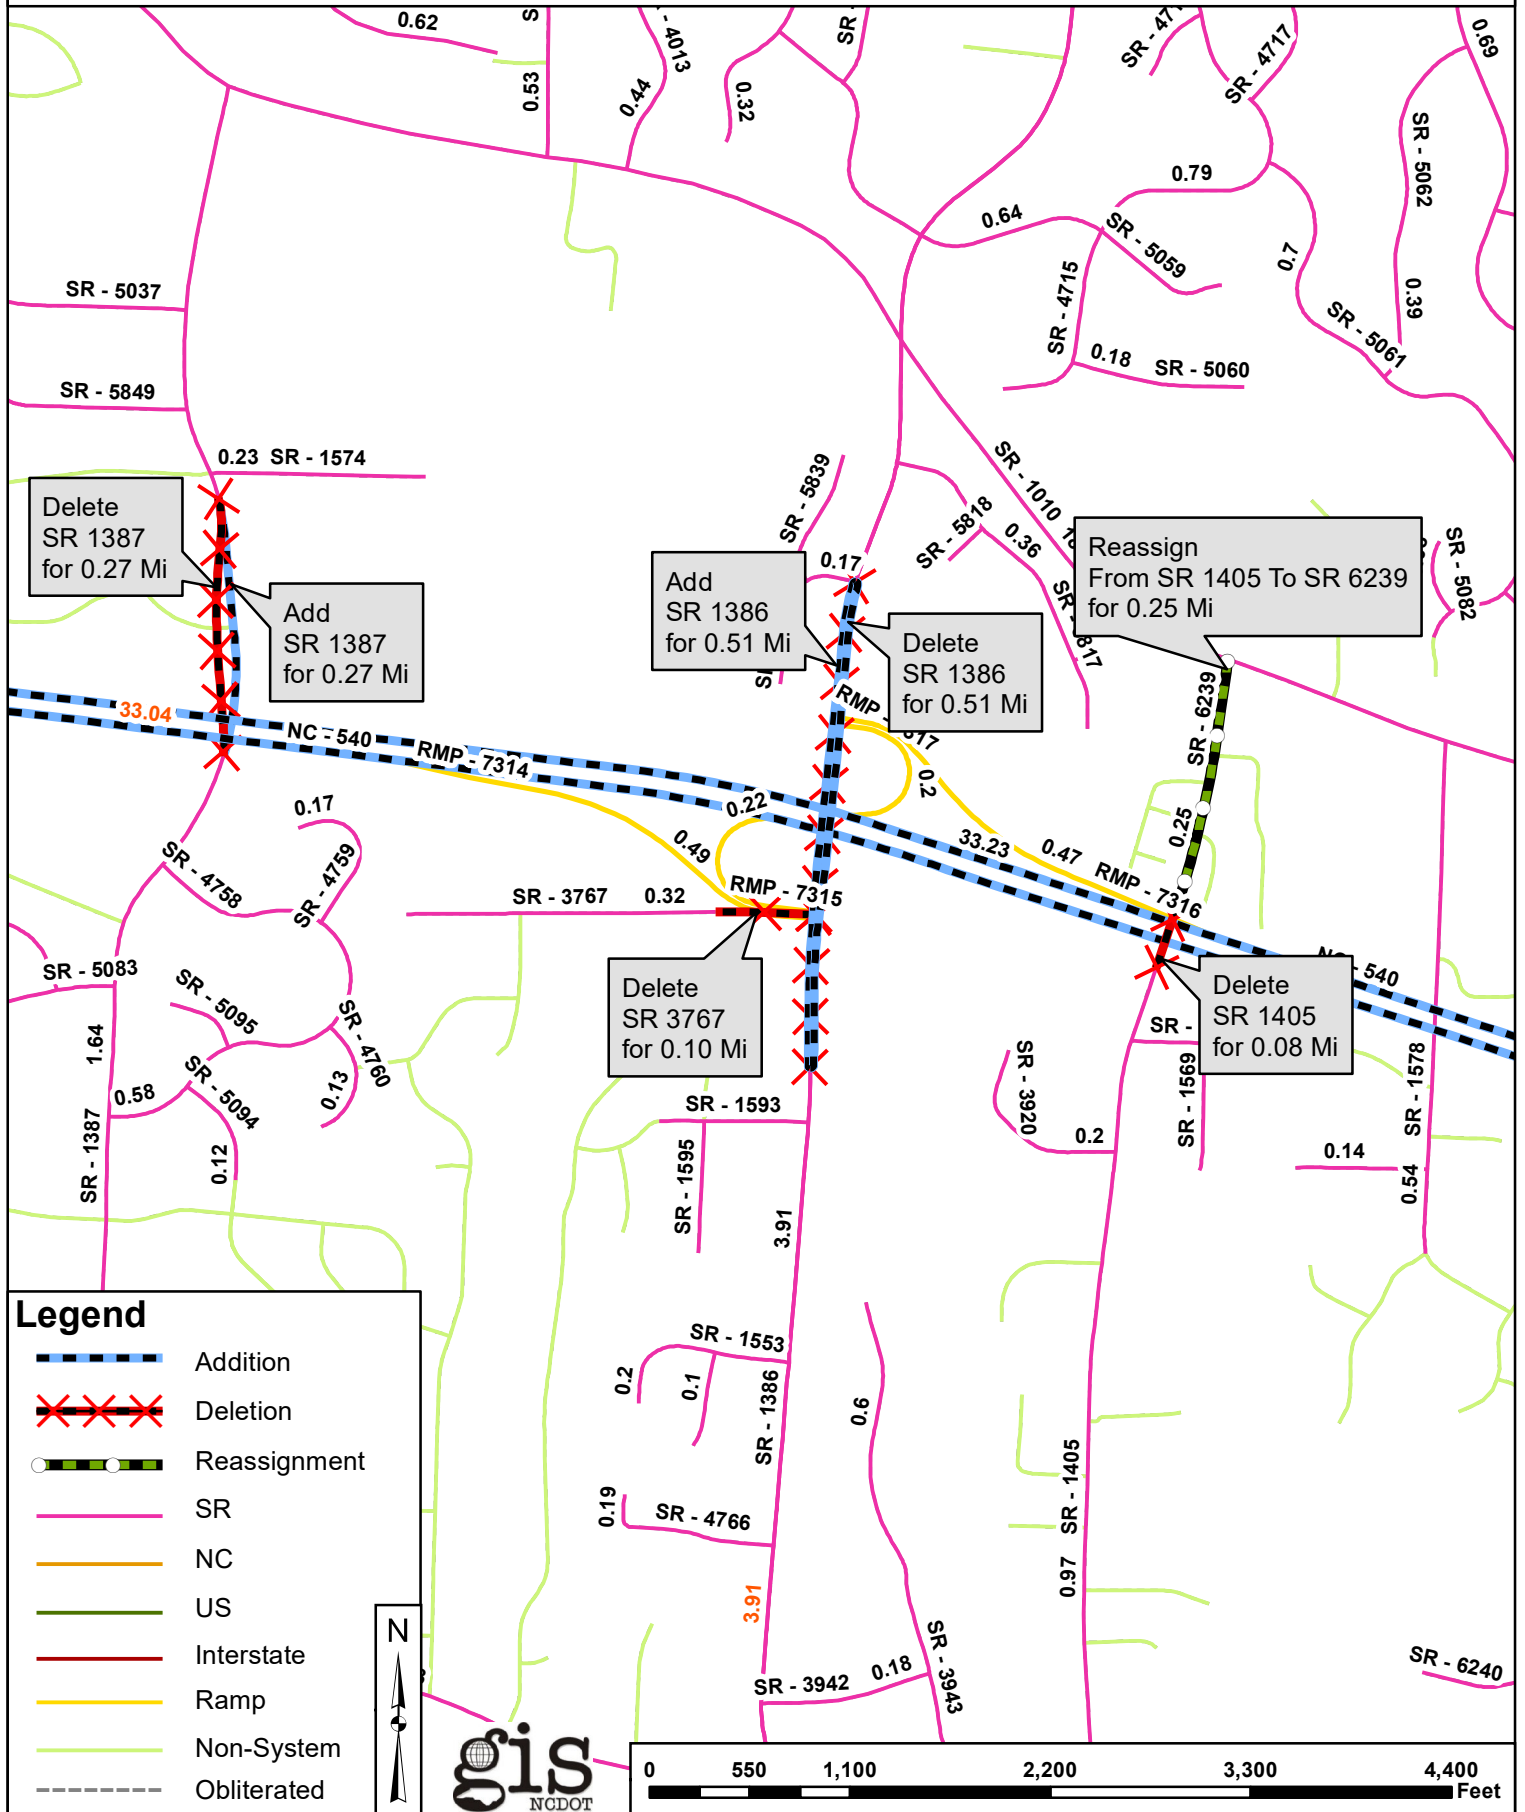 0.62
0.53
0.44
- 4013
0.32
SR -
SR - 4717
0.69
SR - 5062
0.79
0.64
SR - 5059
0.7
SR - 4715
0.39
SR - 5061
0.18
SR - 5060
SR - 5037
SR - 5849
0.23 SR - 1574
SR - 5839
SR - 5818
0.36
SR - 1010
SR - 5082
0.17
Delete
SR 1387
for 0.27 Mi
Add
SR 1387
for 0.27 Mi
Add
SR 1386
for 0.51 Mi
Delete
SR 1386
for 0.51 Mi
Reassign
From SR 1405 To SR 6239
for 0.25 Mi
33.04
NC - 540
RMP - 7314
0.22
0.49
0.2
33.23
0.47
RMP - 7316
SR - 6239
0.25
0.17
SR - 4759
SR - 4758
SR - 3767
0.32
RMP - 7315
SR - 5083
SR - 5095
SR - 4760
1.64
0.58
SR - 5094
0.13
0.12
SR - 1387
Delete
SR 3767
for 0.10 Mi
Delete
SR 1405
for 0.08 Mi
- 540
SR -
SR - 1569
SR - 3920
0.2
0.14
SR - 1578
0.54
SR - 1593
SR - 1595
3.91
SR - 1553
0.2
0.1
SR - 1386
0.6
0.19
SR - 4766
SR - 1405
0.97
3.91
SR - 3942
0.18
SR - 3943
SR - 6240
Legend
Addition
Deletion
Reassignment
SR
NC
US
Interstate
Ramp
Non-System
Obliterated
N
gis
NCDOT
0 550 1,100 2,200 3,300 4,400
Feet